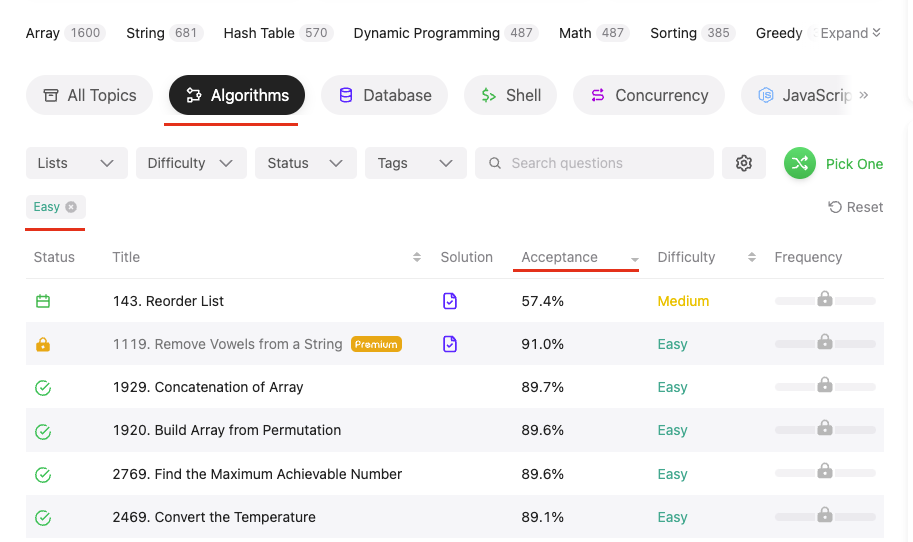 Array 1600 String 681 Hash Table 570 Dynamic Programming 487 Math 487 Sorting 385 Greedy Expand
All Topics Algorithms Database Shell Concurrency JavaScrip
Lists Difficulty Status Tags Search questions Pick One
Easy Reset
Status Title Solution Acceptance Difficulty Frequency
143. Reorder List 57.4% Medium
1119. Remove Vowels from a String Premium 91.0% Easy
1929. Concatenation of Array 89.7% Easy
1920. Build Array from Permutation 89.6% Easy
2769. Find the Maximum Achievable Number 89.6% Easy
2469. Convert the Temperature 89.1% Easy